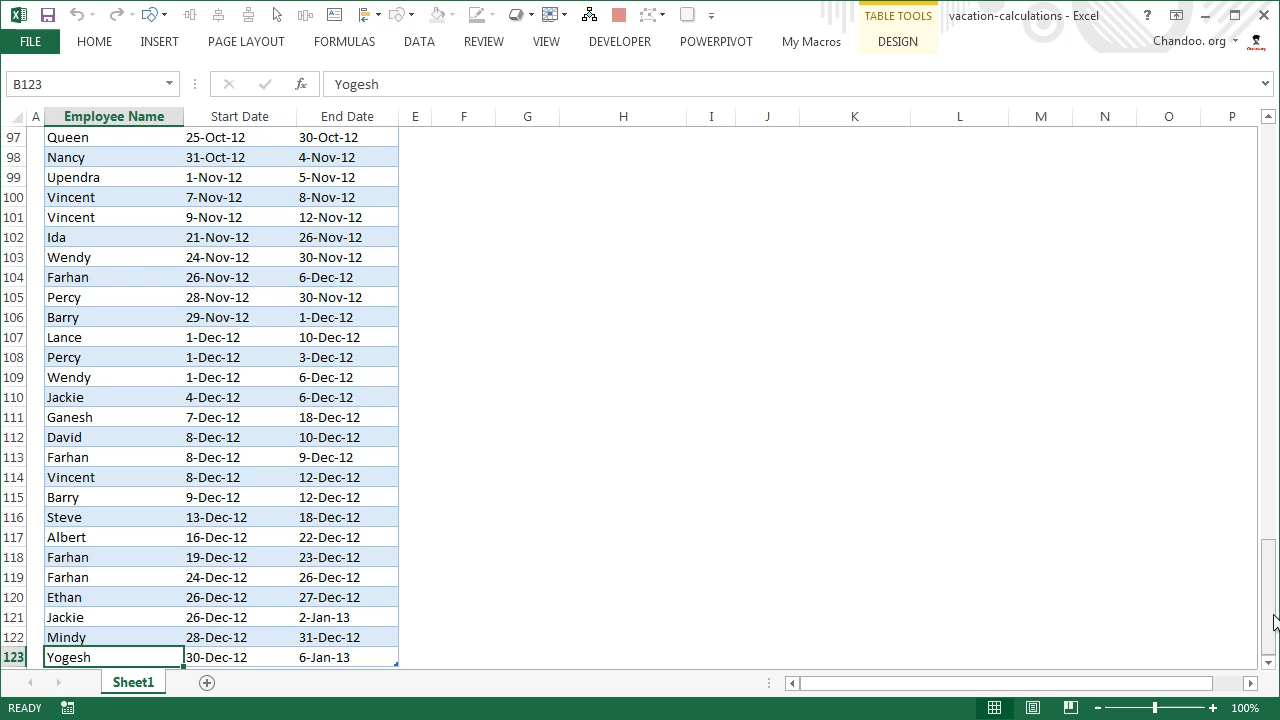 TABLE TOOLS
vacation-calculations - Excel
?
FILE HOME INSERT PAGE LAYOUT FORMULAS DATA REVIEW VIEW DEVELOPER POWERPIVOT My Macros DESIGN Chandoo. org
B123 fx Yogesh
A Employee Name Start Date End Date E F G H I J K L M N O P
97 Queen 25-Oct-12 30-Oct-12
98 Nancy 31-Oct-12 4-Nov-12
99 Upendra 1-Nov-12 5-Nov-12
100 Vincent 7-Nov-12 8-Nov-12
101 Vincent 9-Nov-12 12-Nov-12
102 Ida 21-Nov-12 26-Nov-12
103 Wendy 24-Nov-12 30-Nov-12
104 Farhan 26-Nov-12 6-Dec-12
105 Percy 28-Nov-12 30-Nov-12
106 Barry 29-Nov-12 1-Dec-12
107 Lance 1-Dec-12 10-Dec-12
108 Percy 1-Dec-12 3-Dec-12
109 Wendy 1-Dec-12 6-Dec-12
110 Jackie 4-Dec-12 6-Dec-12
111 Ganesh 7-Dec-12 18-Dec-12
112 David 8-Dec-12 10-Dec-12
113 Farhan 8-Dec-12 9-Dec-12
114 Vincent 8-Dec-12 12-Dec-12
115 Barry 9-Dec-12 12-Dec-12
116 Steve 13-Dec-12 18-Dec-12
117 Albert 16-Dec-12 22-Dec-12
118 Farhan 19-Dec-12 23-Dec-12
119 Farhan 24-Dec-12 26-Dec-12
120 Ethan 26-Dec-12 27-Dec-12
121 Jackie 26-Dec-12 2-Jan-13
122 Mindy 28-Dec-12 31-Dec-12
123 Yogesh 30-Dec-12 6-Jan-13
Sheet1
READY 100%